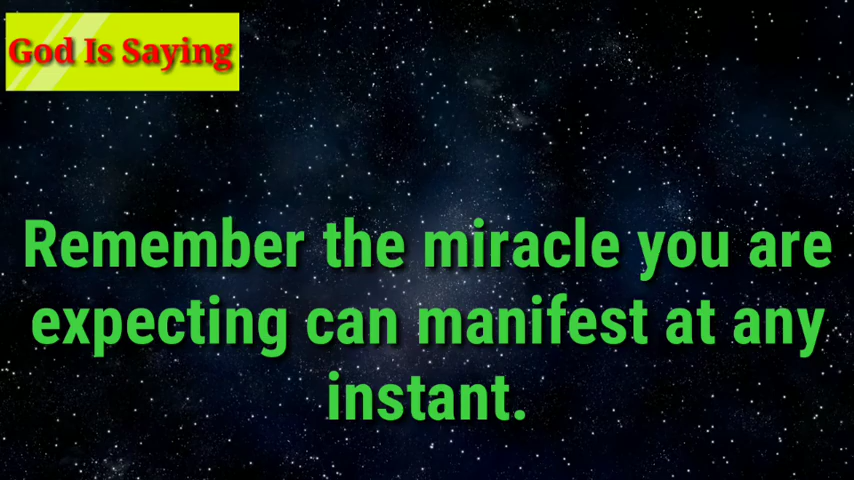 God Is Saying
Remember the miracle you are
expecting can manifest at any
instant.